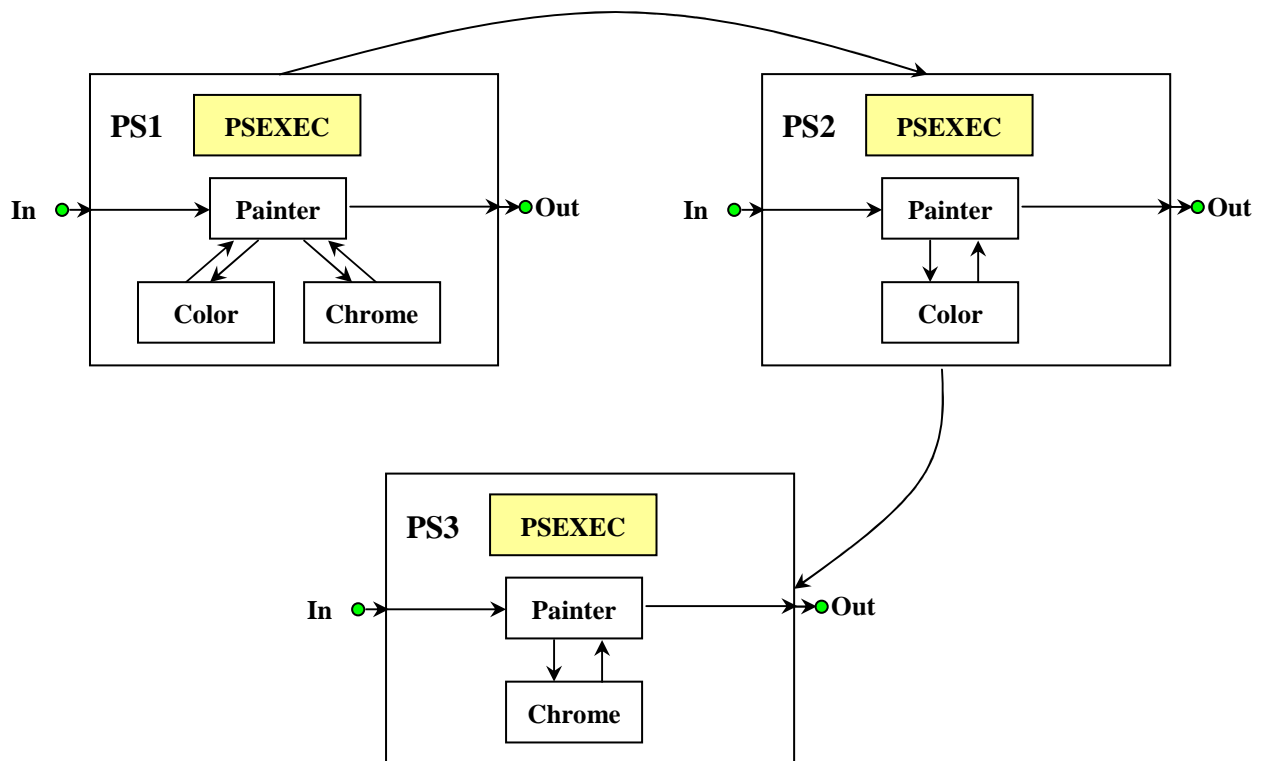 PS1
PSEXEC
In
Painter
Out
Color
Chrome
PS2
PSEXEC
In
Painter
Out
Color
PS3
PSEXEC
In
Painter
Out
Chrome